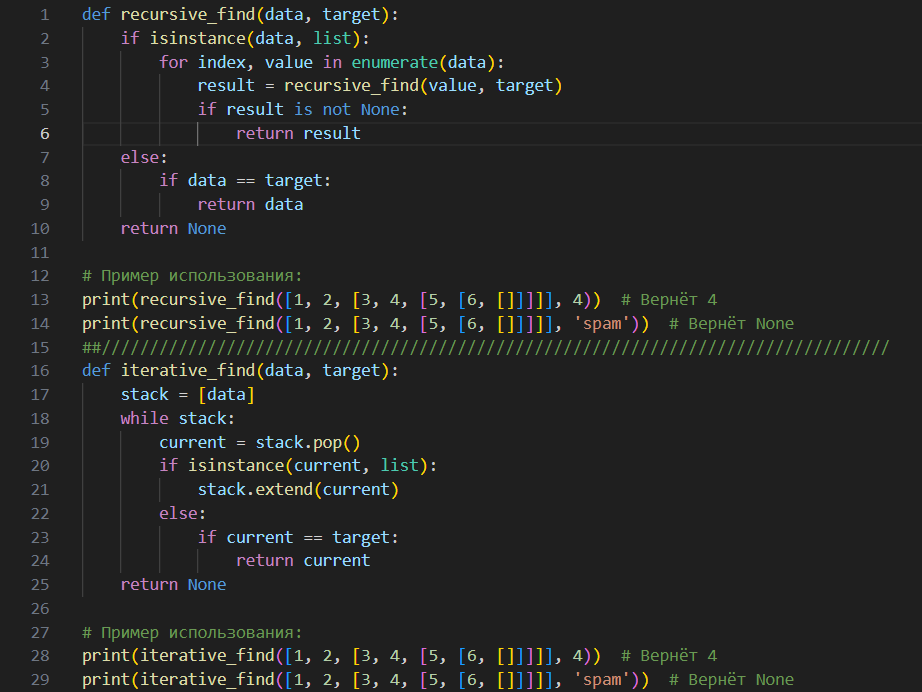 1 def recursive_find(data, target):
2     if isinstance(data, list):
3         for index, value in enumerate(data):
4             result = recursive_find(value, target)
5             if result is not None:
6                 return result
7     else:
8         if data == target:
9             return data
10     return None
11
12 # Пример использования:
13 print(recursive_find([1, 2, [3, 4, [5, [6, []]]]], 4))  # Вернёт 4
14 print(recursive_find([1, 2, [3, 4, [5, [6, []]]]], 'spam'))  # Вернёт None
15 ##//////////////////////////////////////////////////////////////////////////////////
16 def iterative_find(data, target):
17     stack = [data]
18     while stack:
19         current = stack.pop()
20         if isinstance(current, list):
21             stack.extend(current)
22         else:
23             if current == target:
24                 return current
25     return None
26
27 # Пример использования:
28 print(iterative_find([1, 2, [3, 4, [5, [6, []]]]], 4))  # Вернёт 4
29 print(iterative_find([1, 2, [3, 4, [5, [6, []]]]], 'spam'))  # Вернёт None